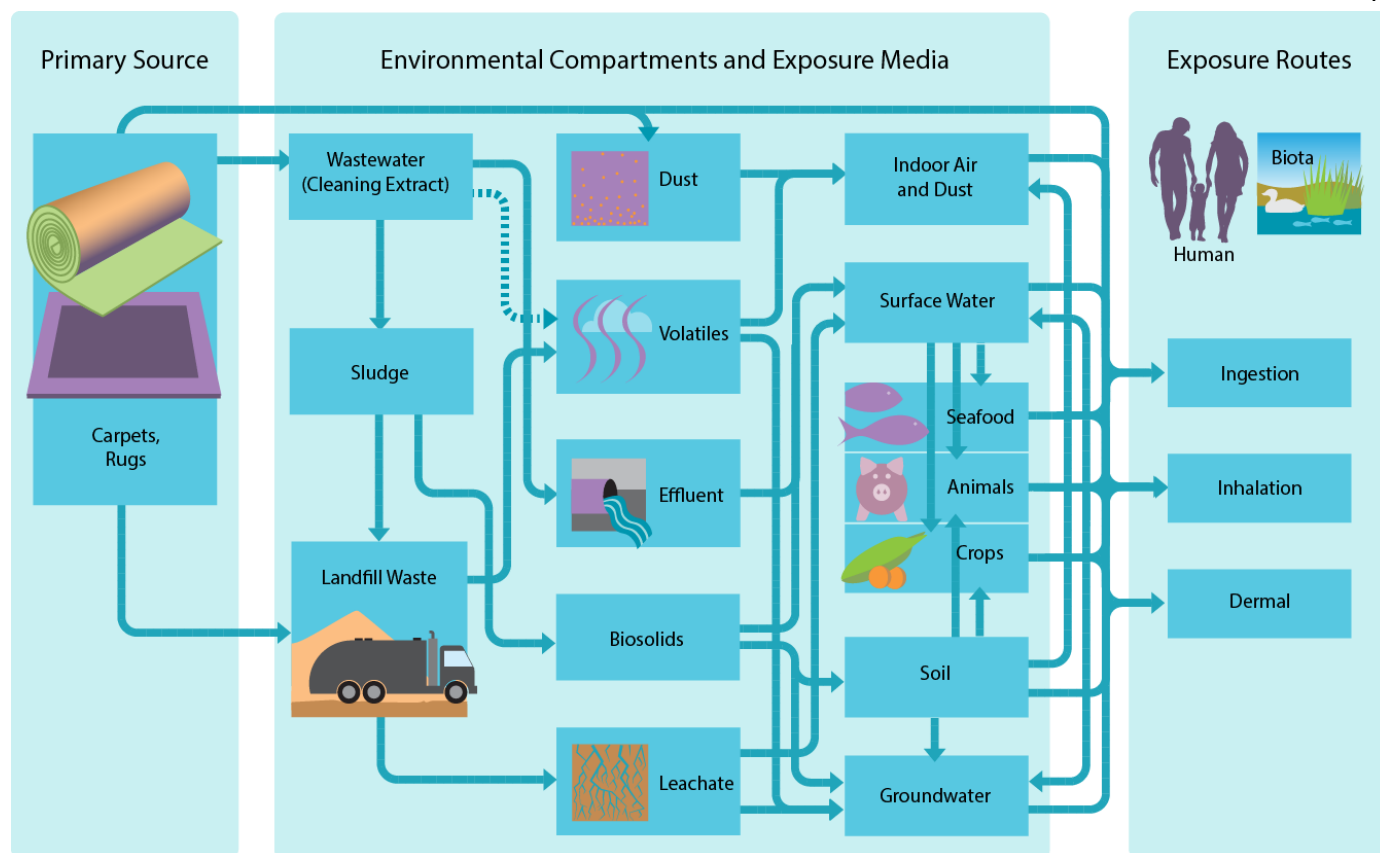 Primary Source
Environmental Compartments and Exposure Media
Exposure Routes
Carpets,
Rugs
Wastewater
(Cleaning Extract)
Sludge
Landfill Waste
Dust
Volatiles
Effluent
Biosolids
Leachate
Indoor Air
and Dust
Surface Water
Seafood
Animals
Crops
Soil
Groundwater
Biota
Human
Ingestion
Inhalation
Dermal